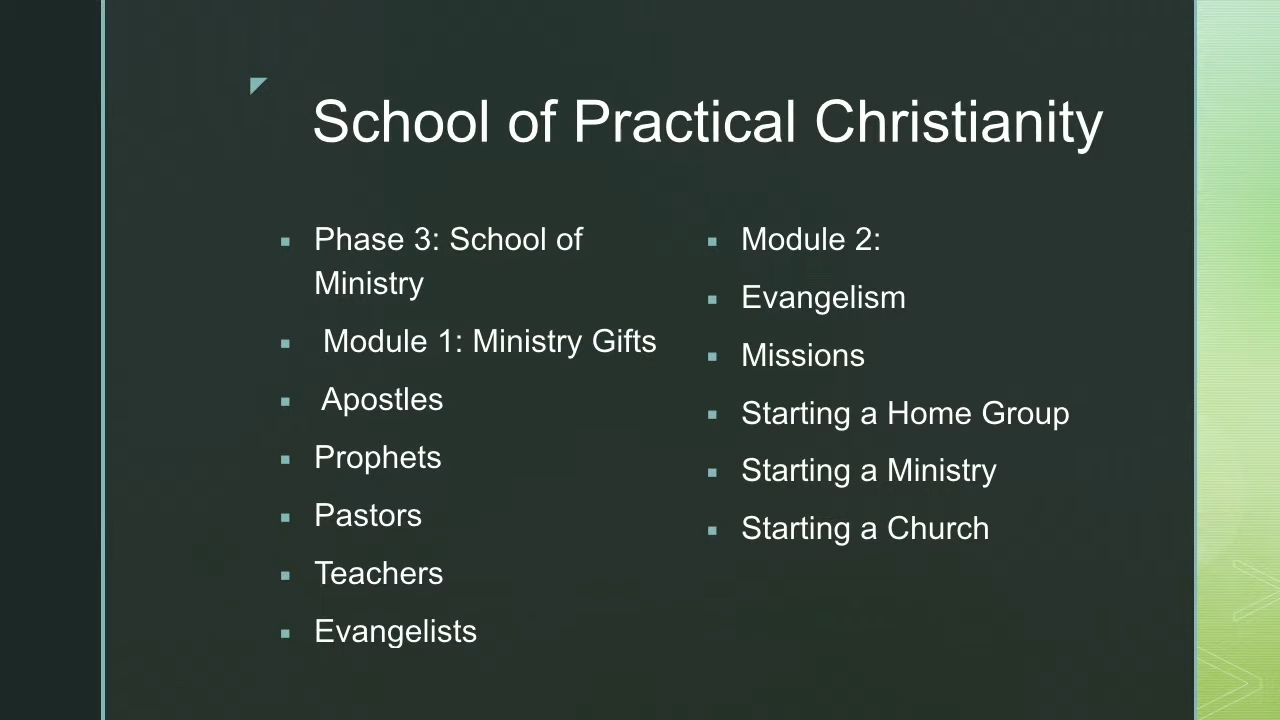 School of Practical Christianity
Phase 3: School of
Ministry
Module 1: Ministry Gifts
Apostles
Prophets
Pastors
Teachers
Evangelists
Module 2:
Evangelism
Missions
Starting a Home Group
Starting a Ministry
Starting a Church